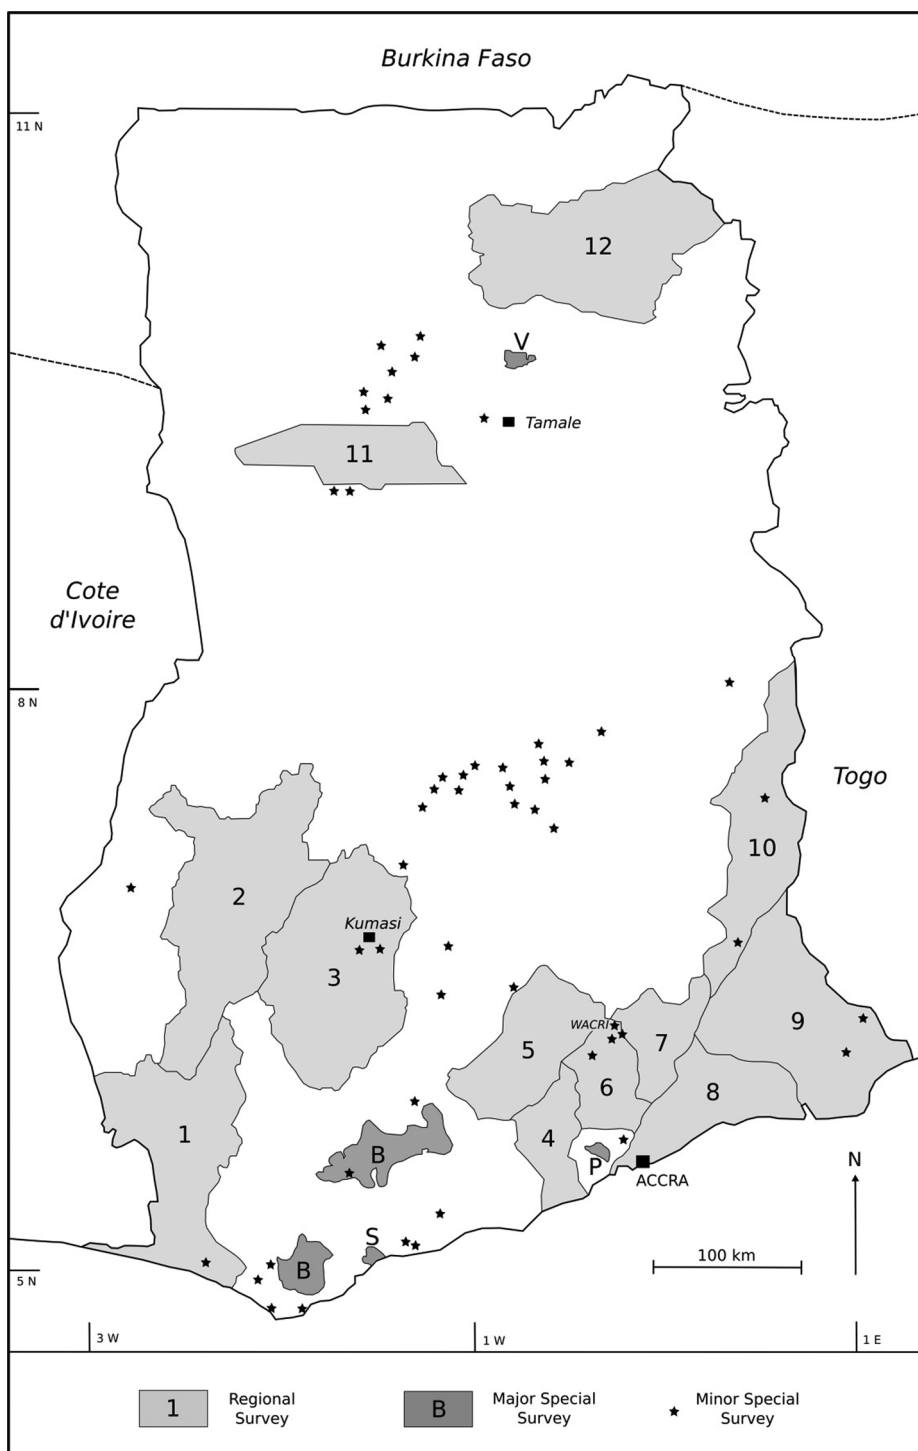 Burkina Faso
11 N
12
V
Tamale
11
Cote
d'Ivoire
8 N
Togo
10
2
Kumasi
3
WACRI
9
5
7
6
8
1
4
B
P
N
ACCRA
S
100 km
B
5 N
3 W
1 W
1 E
1
Regional
Survey
B
Major Special
Survey
Minor Special
Survey